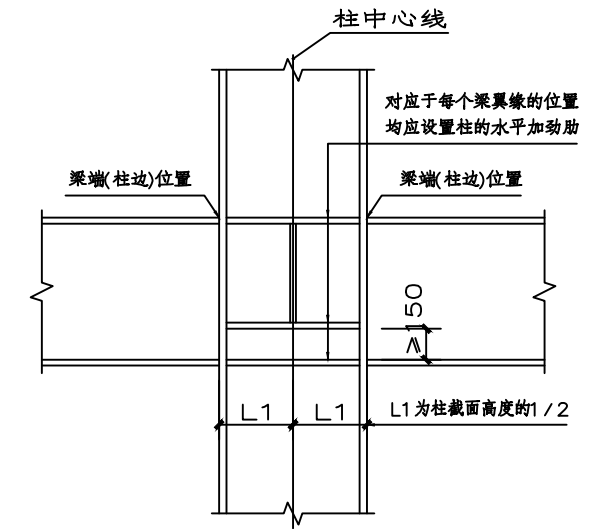 柱中心线
对应于每个梁翼缘的位置
均应设置柱的水平加劲肋
梁端(柱边)位置
梁端(柱边)位置
≥150
L1
L1
L1为柱截面高度的1/2